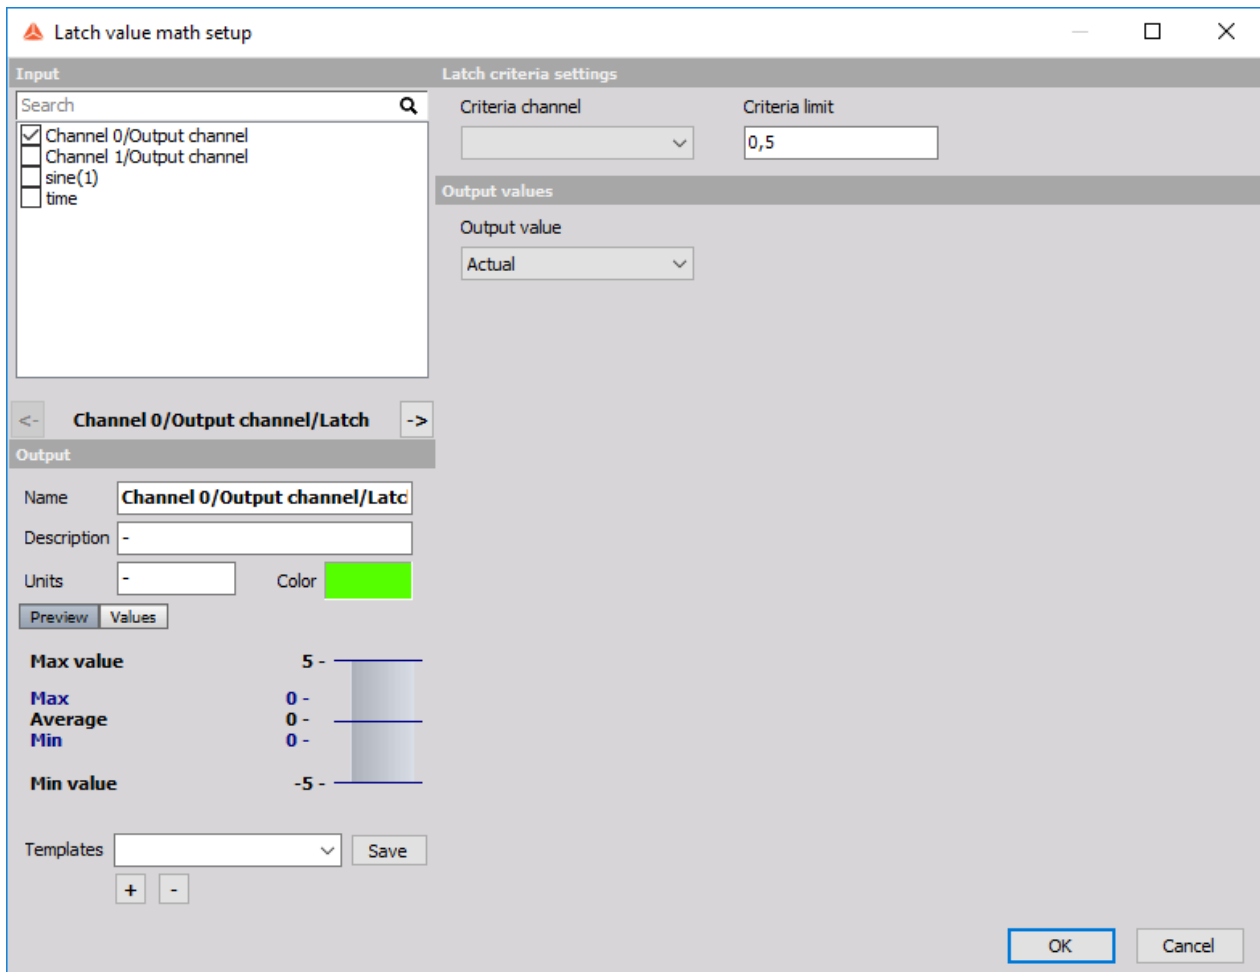 Latch value math setup
Input
Search
Channel 0/Output channel
Channel 1/Output channel
sine(1)
time
<- Channel 0/Output channel/Latch ->
Output
Name Channel 0/Output channel/Latc
Description -
Units - Color
Preview Values
Max value 5 -
Max 0 -
Average 0 -
Min 0 -
Min value -5 -
Templates Save
+ -
Latch criteria settings
Criteria channel Criteria limit
0,5
Output values
Output value
Actual
OK Cancel